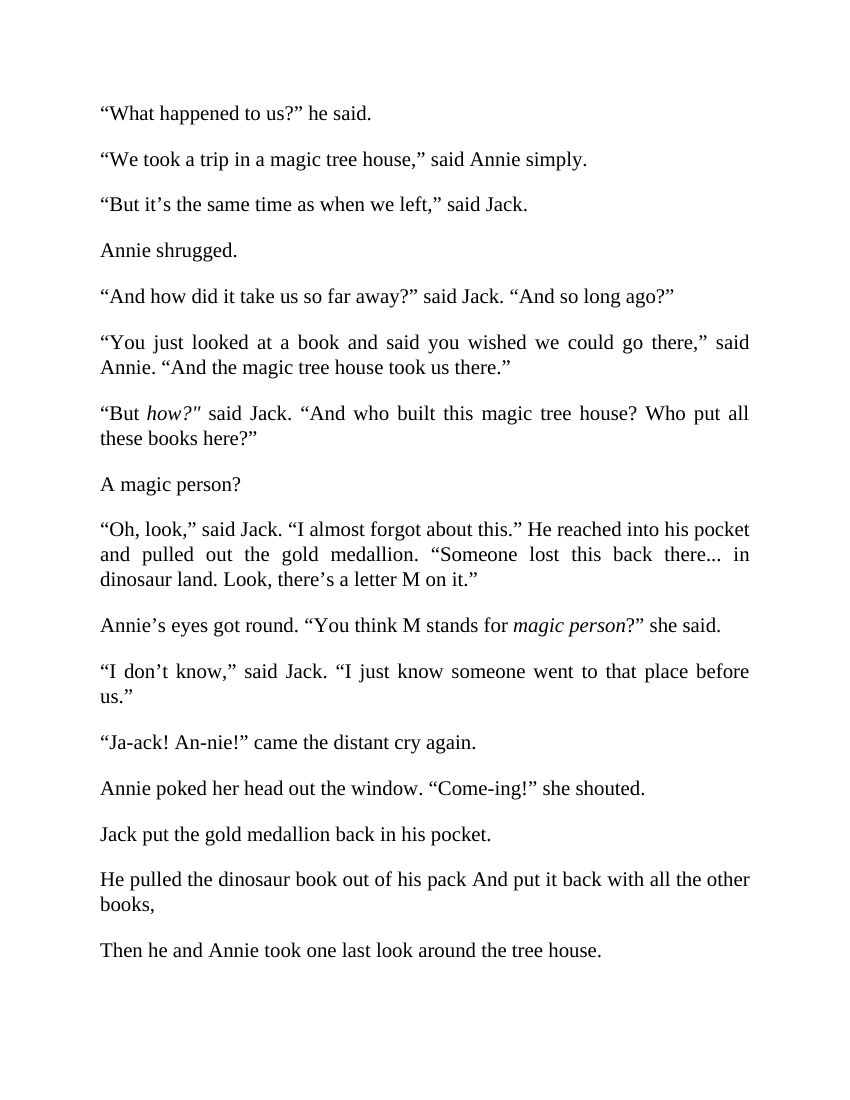 “What happened to us?” he said.
“We took a trip in a magic tree house,” said Annie simply.
“But it’s the same time as when we left,” said Jack.
Annie shrugged.
“And how did it take us so far away?” said Jack. “And so long ago?”
“You just looked at a book and said you wished we could go there,” said
Annie. “And the magic tree house took us there.”
“But how?" said Jack. “And who built this magic tree house? Who put all
these books here?”
A magic person?
“Oh, look,” said Jack. “I almost forgot about this.” He reached into his pocket
and pulled out the gold medallion. “Someone lost this back there... in
dinosaur land. Look, there’s a letter M on it.”
Annie’s eyes got round. “You think M stands for magic person?” she said.
“I don’t know,” said Jack. “I just know someone went to that place before
us.”
“Ja-ack! An-nie!” came the distant cry again.
Annie poked her head out the window. “Come-ing!” she shouted.
Jack put the gold medallion back in his pocket.
He pulled the dinosaur book out of his pack And put it back with all the other
books,
Then he and Annie took one last look around the tree house.